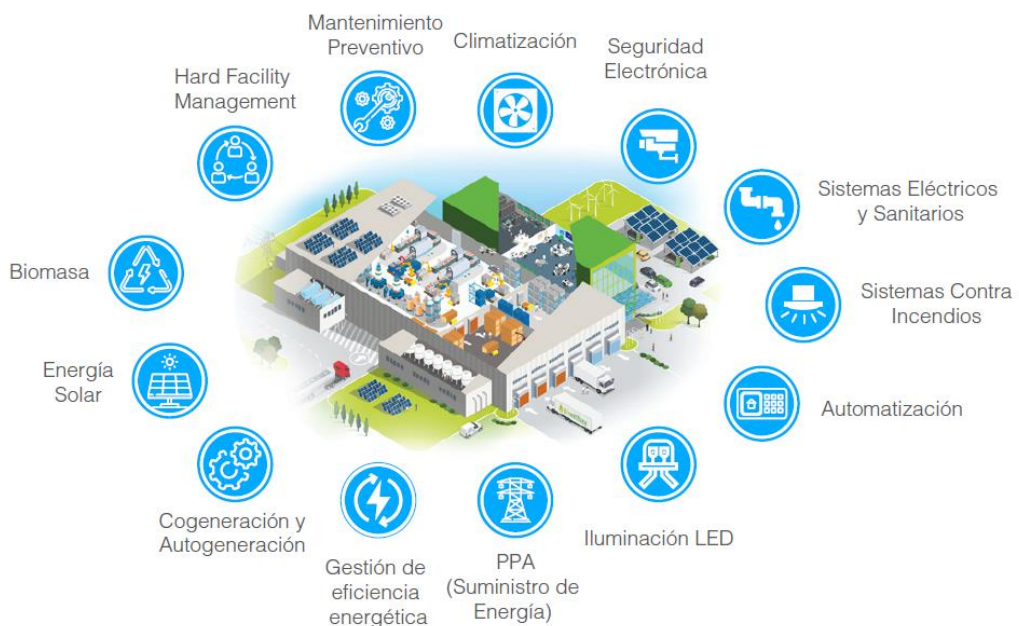 Mantenimiento
Preventivo
Climatización
Seguridad
Electrónica
Hard Facility
Management
Sistemas Eléctricos
y Sanitarios
Biomasa
Sistemas Contra
Incendios
Energía
Solar
Automatización
Cogeneración y
Autogeneración
Iluminación LED
Gestión de
eficiencia
energética
PPA
(Suministro de
Energía)